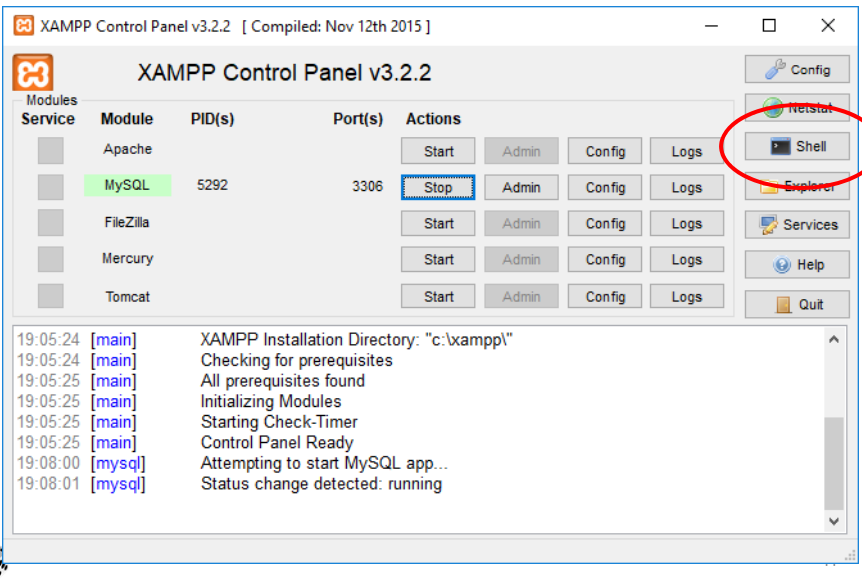 XAMPP Control Panel v3.2.2 [ Compiled: Nov 12th 2015 ]
XAMPP Control Panel v3.2.2
Config
Modules
Service Module PID(s) Port(s) Actions
Netstat
Apache Start Admin Config Logs
Shell
MySQL 5292 3306 Stop Admin Config Logs
Explorer
FileZilla Start Admin Config Logs
Services
Mercury Start Admin Config Logs
Help
Tomcat Start Admin Config Logs
Quit
19:05:24 [main] XAMPP Installation Directory: "c:\xampp\"
19:05:24 [main] Checking for prerequisites
19:05:25 [main] All prerequisites found
19:05:25 [main] Initializing Modules
19:05:25 [main] Starting Check-Timer
19:05:25 [main] Control Panel Ready
19:08:00 [mysql] Attempting to start MySQL app...
19:08:01 [mysql] Status change detected: running